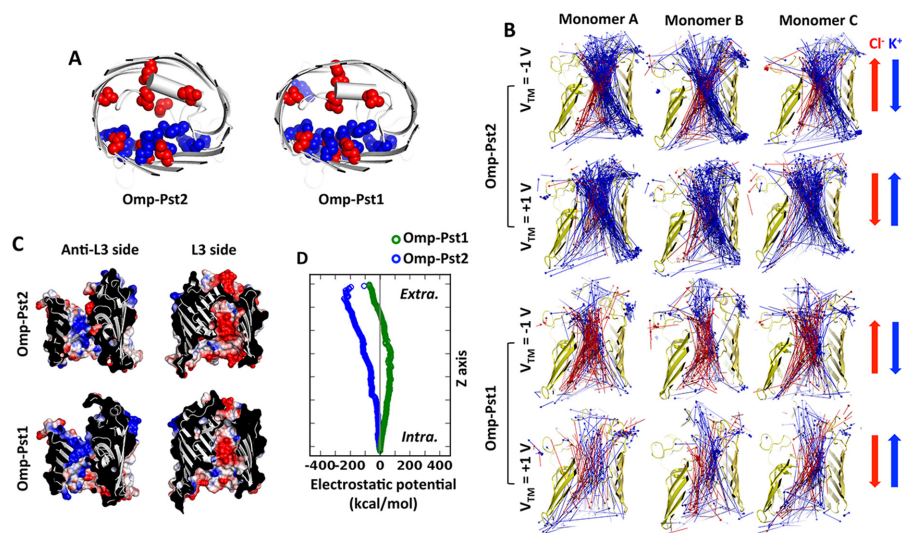 A
Omp-Pst2
Omp-Pst1
B
Monomer A
Monomer B
Monomer C
Cl⁻ K⁺
Omp-Pst2
V_TM = -1 V
V_TM = +1 V
Omp-Pst1
V_TM = -1 V
V_TM = +1 V
C
Anti-L3 side
L3 side
Omp-Pst2
Omp-Pst1
D
Omp-Pst1
Omp-Pst2
Extra.
Intra.
Z axis
-400 -200 0 200 400
Electrostatic potential
(kcal/mol)